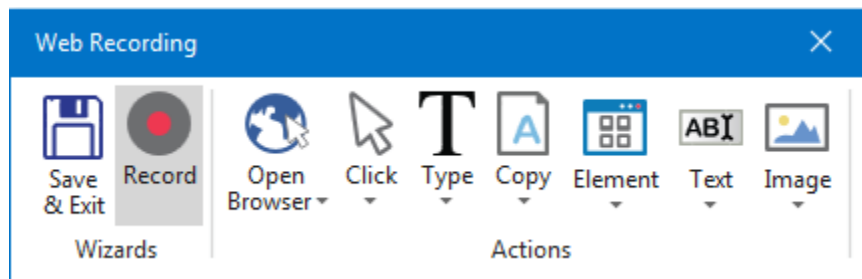 Web Recording
Save
& Exit
Record
Open
Browser
Click
Type
Copy
Element
Text
Image
T
A
ABI
Wizards
Actions